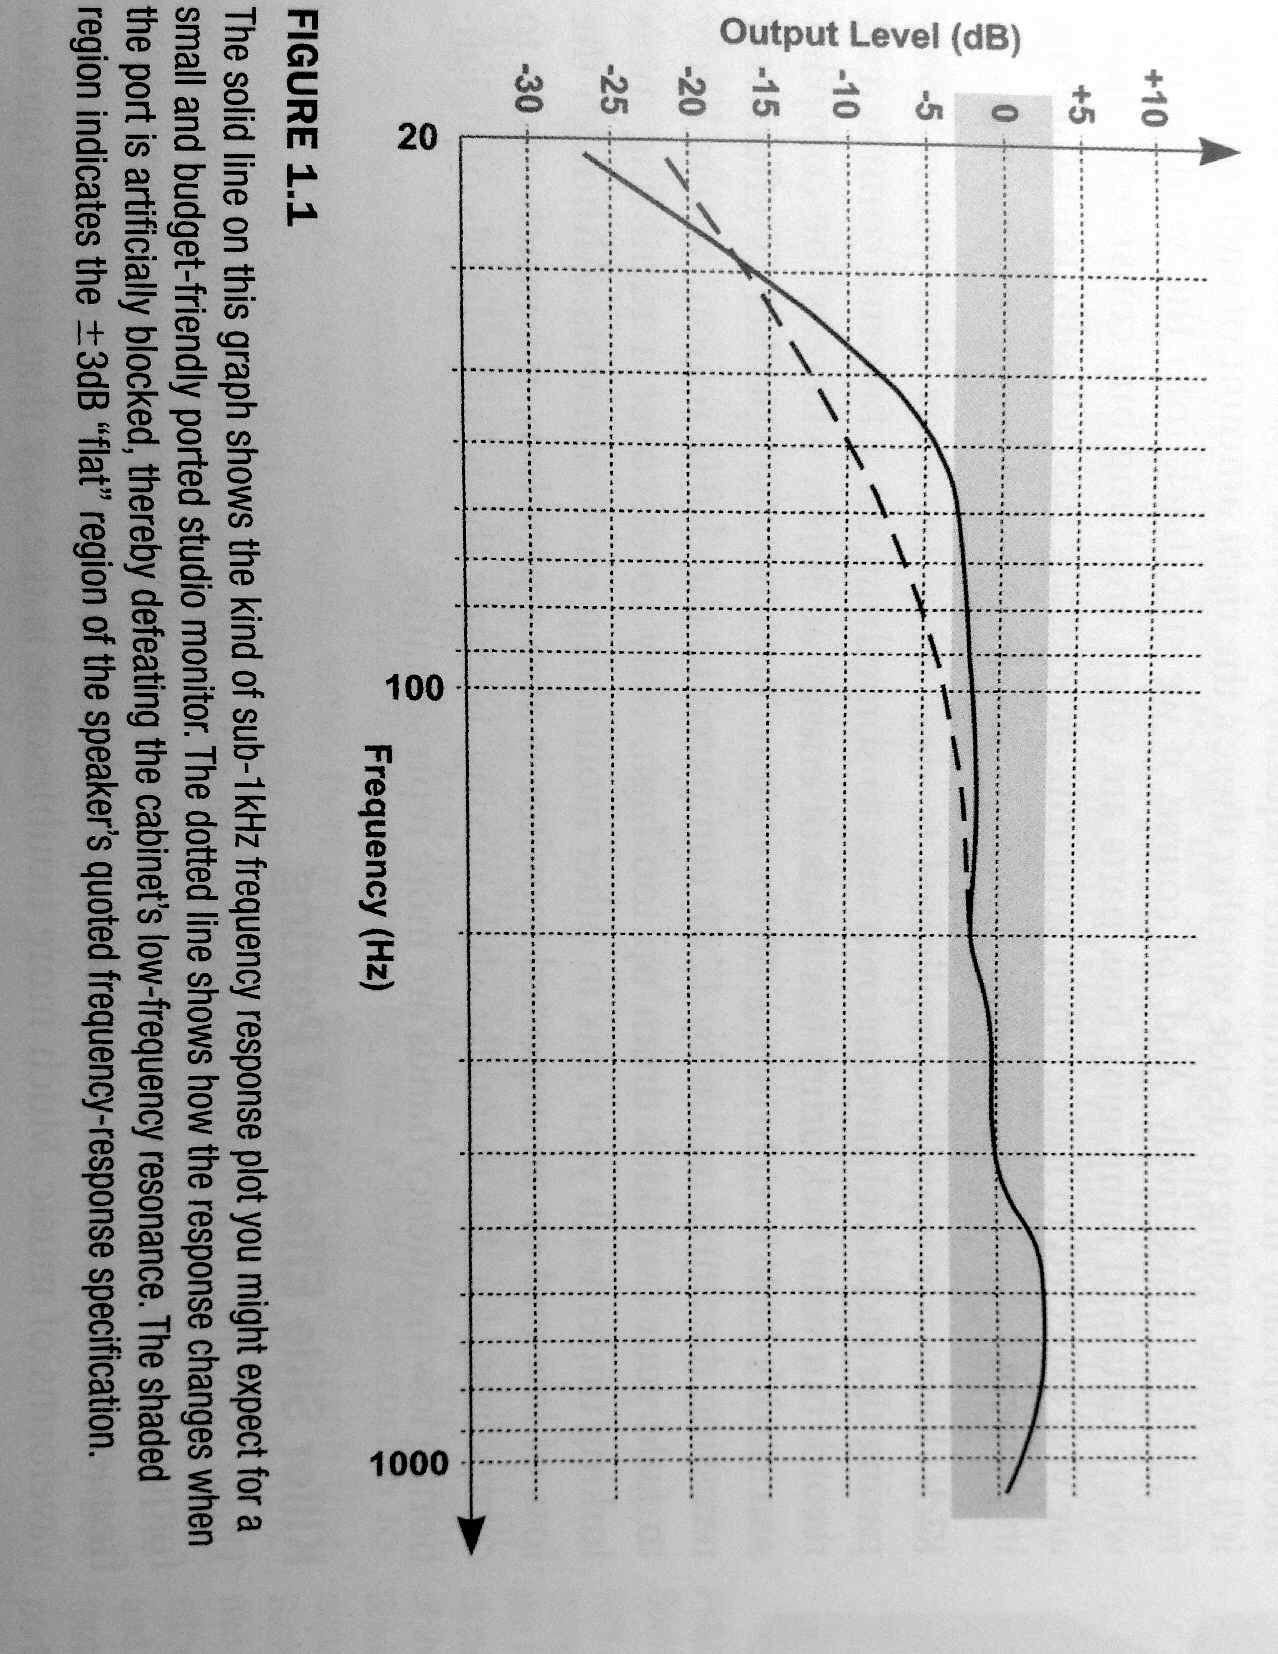 Output Level (dB)
+10
+5
0
-5
-10
-15
-20
-25
-30
20
100
1000
Frequency (Hz)
FIGURE 1.1
The solid line on this graph shows the kind of sub-1kHz frequency response plot you might expect for a
small and budget-friendly ported studio monitor. The dotted line shows how the response changes when
the port is artificially blocked, thereby defeating the cabinet’s low-frequency resonance. The shaded
region indicates the ±3dB “flat” region of the speaker’s quoted frequency-response specification.